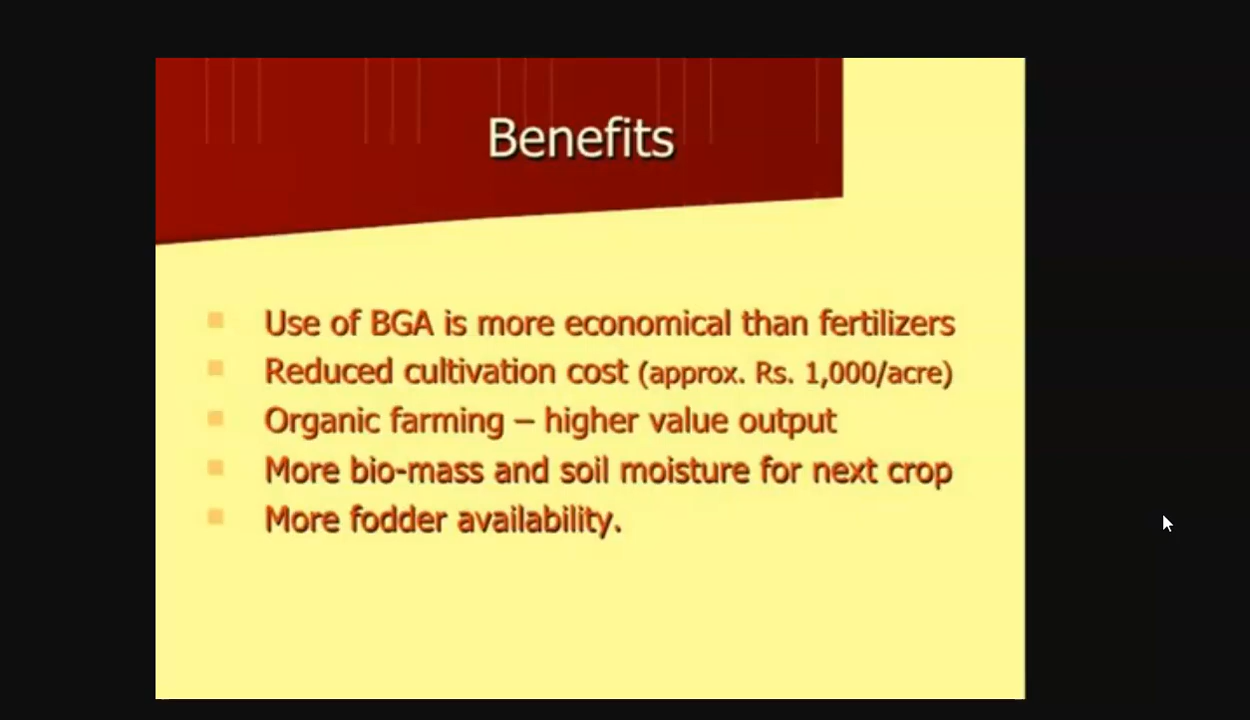 Benefits
Use of BGA is more economical than fertilizers
Reduced cultivation cost (approx. Rs. 1,000/acre)
Organic farming – higher value output
More bio-mass and soil moisture for next crop
More fodder availability.